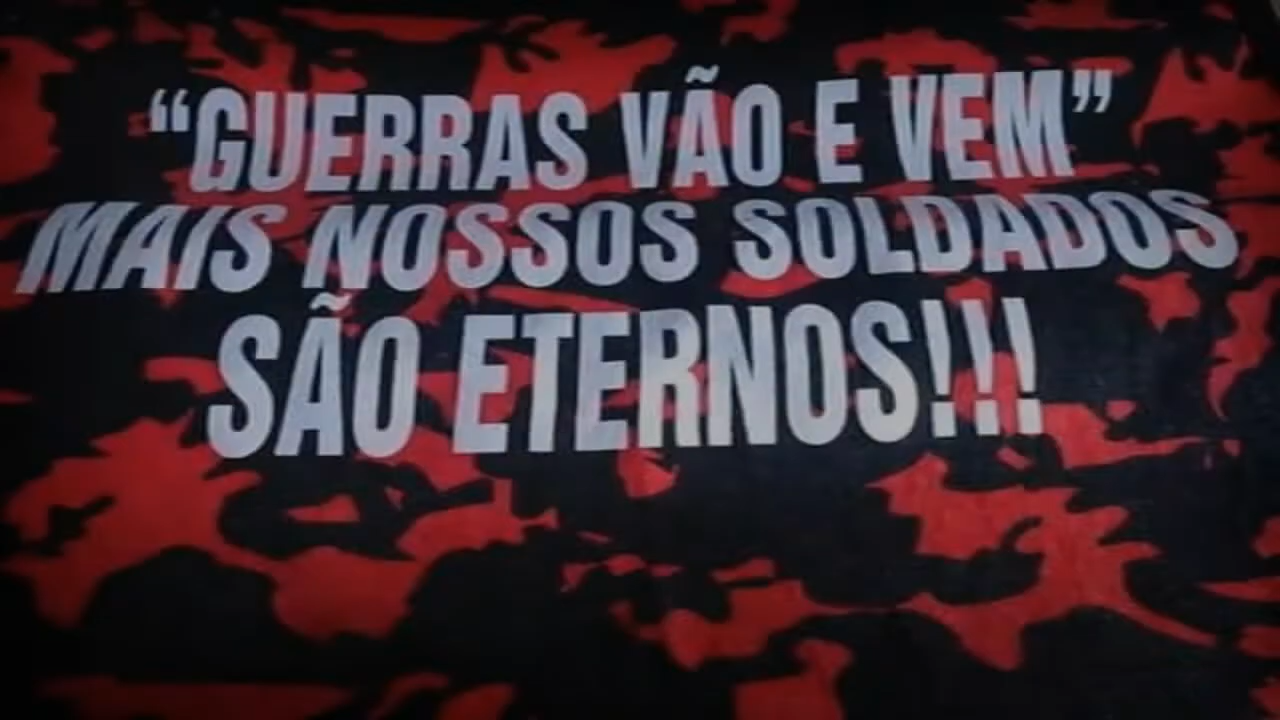 “GUERRAS VÃO E VEM”
MAIS NOSSOS SOLDADOS
SÃO ETERNOS!!!